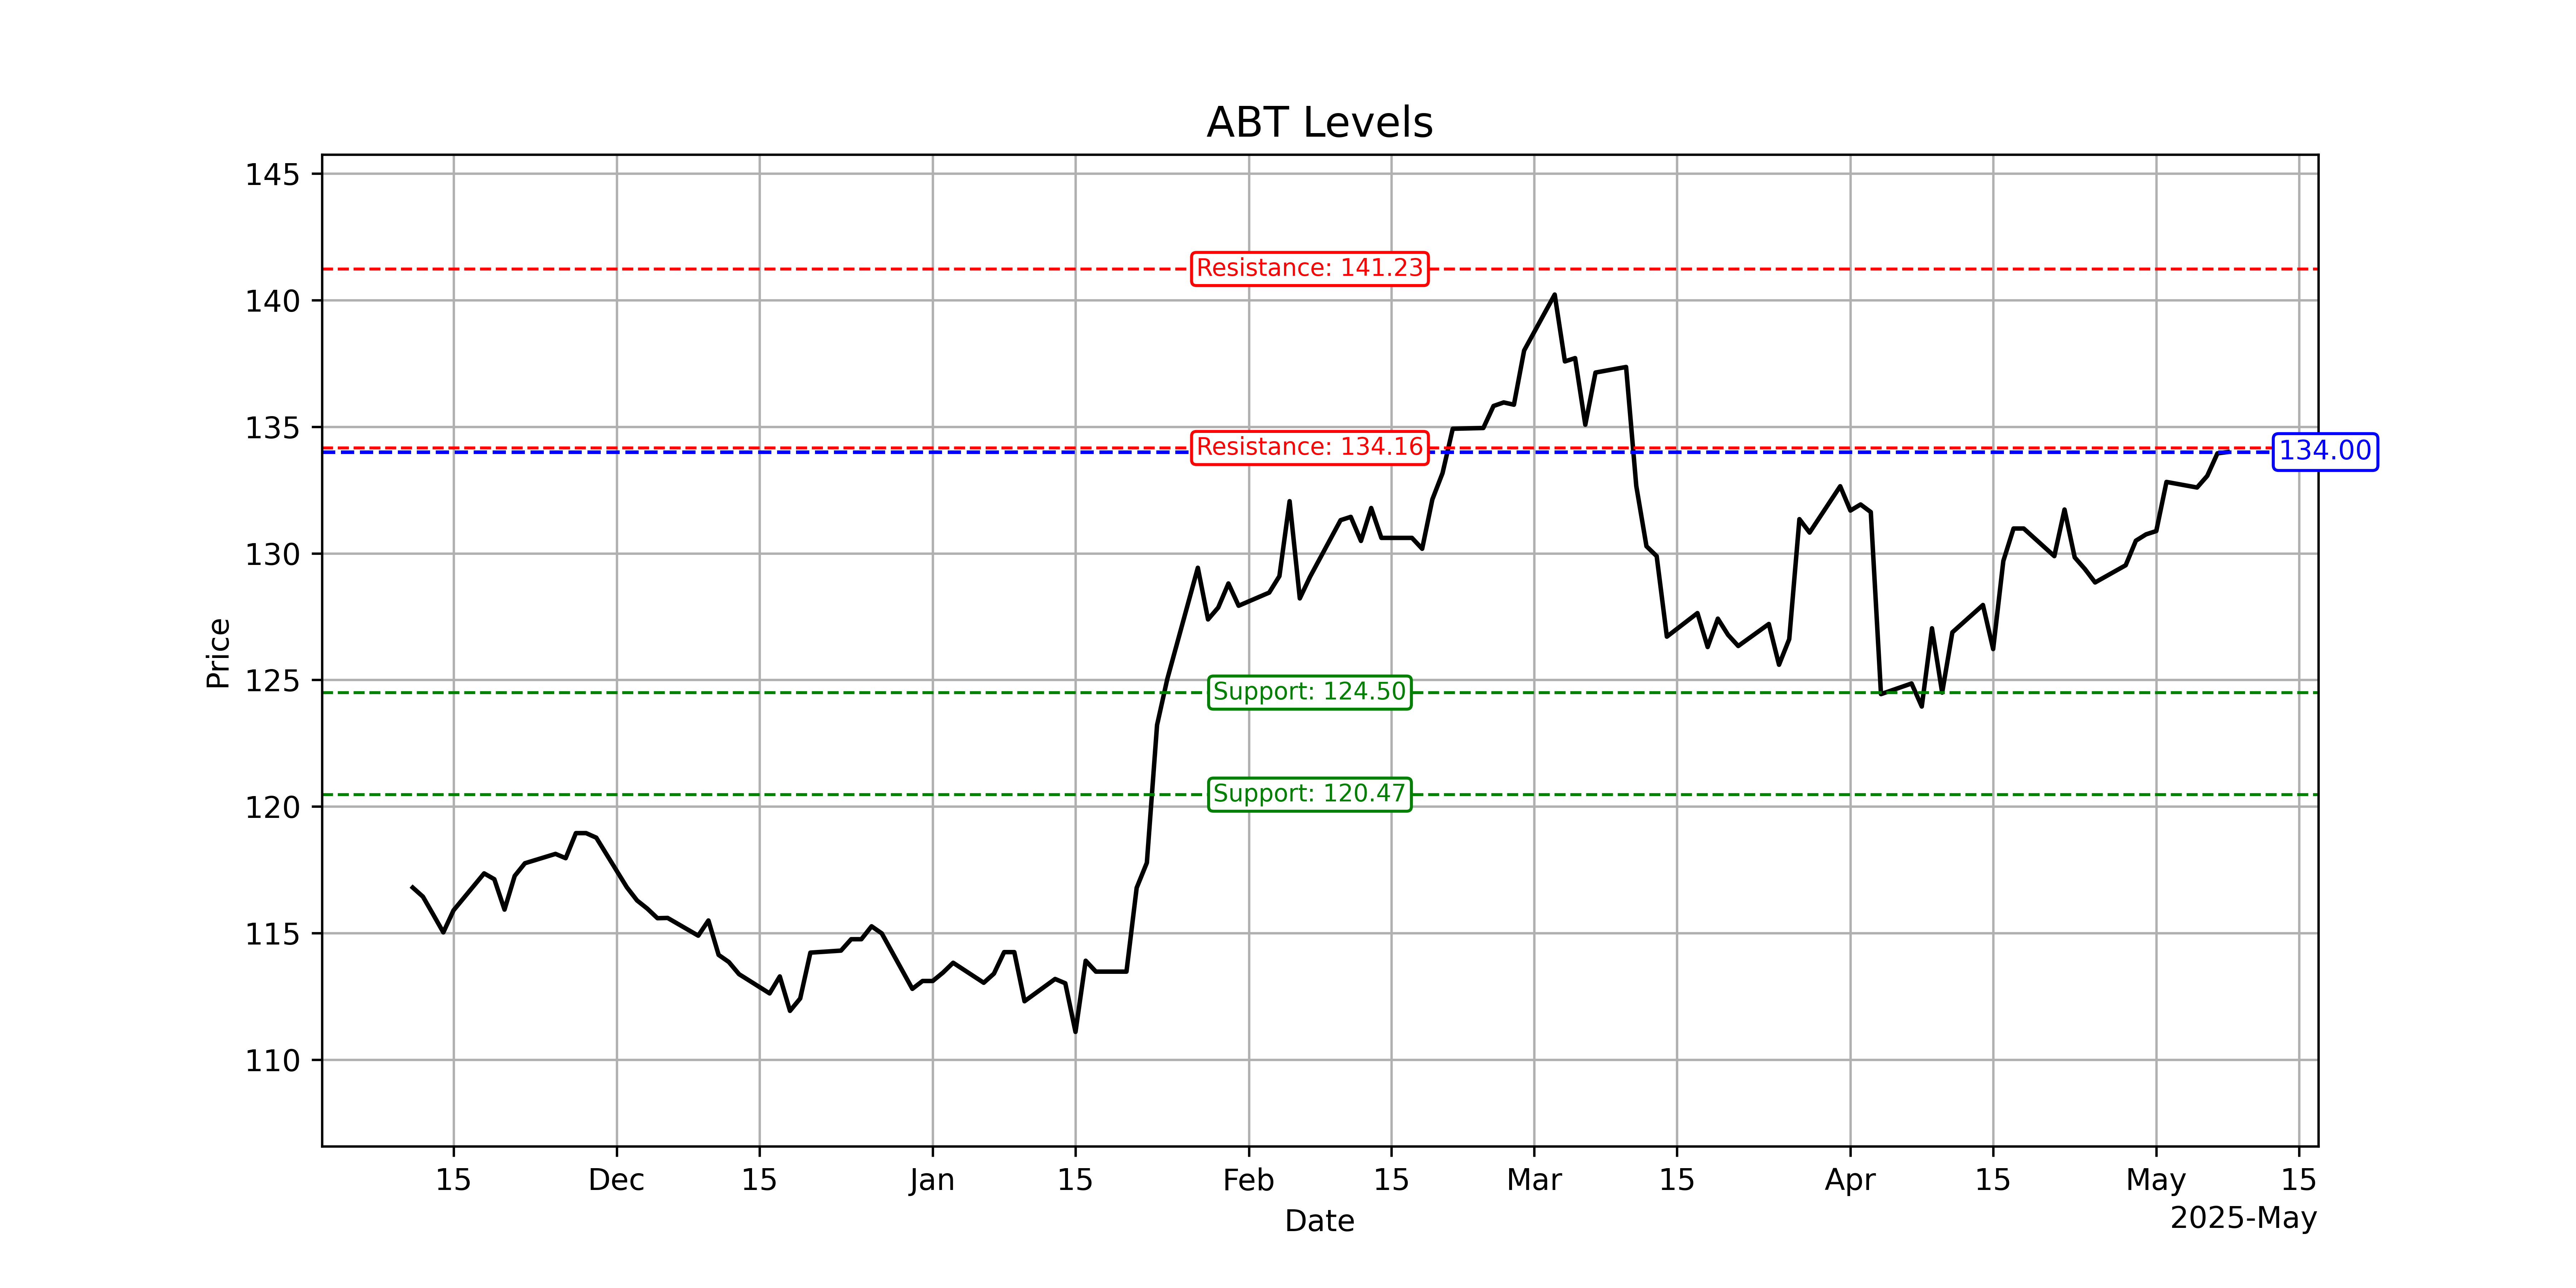 ABT Levels
145
140
135
130
125
120
115
110
Price
Resistance: 141.23
Resistance: 134.16
134.00
Support: 124.50
Support: 120.47
15 Dec 15 Jan 15 Feb 15 Mar 15 Apr 15 May 15
Date
2025-May